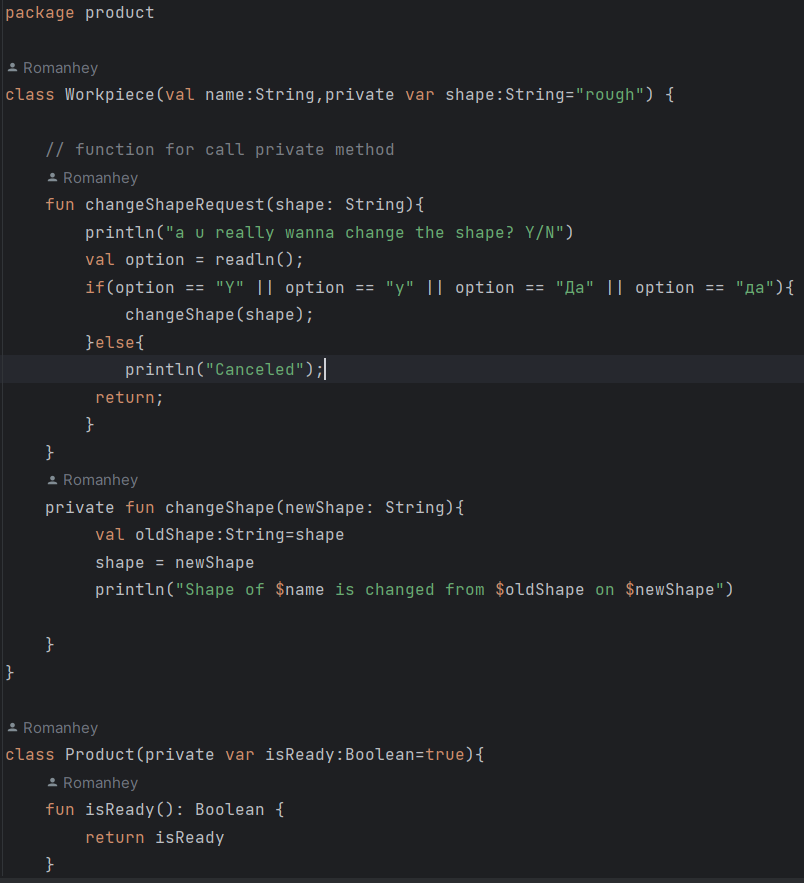 package product
Romanhey
class Workpiece(val name:String,private var shape:String="rough") {
// function for call private method
Romanhey
fun changeShapeRequest(shape: String){
println("a u really wanna change the shape? Y/N")
val option = readln();
if(option == "Y" || option == "y" || option == "Да" || option == "да"){
changeShape(shape);
}else{
println("Canceled");
return;
}
}
Romanhey
private fun changeShape(newShape: String){
val oldShape:String=shape
shape = newShape
println("Shape of $name is changed from $oldShape on $newShape")
}
}
Romanhey
class Product(private var isReady:Boolean=true){
Romanhey
fun isReady(): Boolean {
return isReady
}